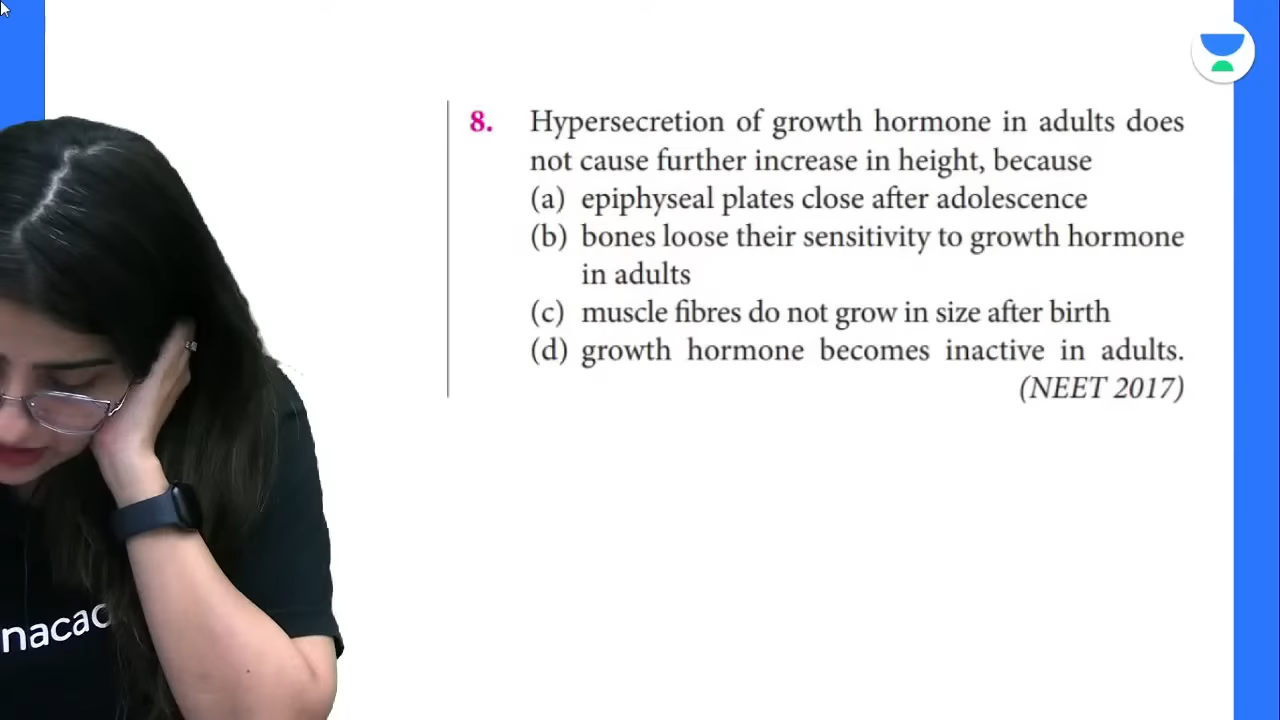 8. Hypersecretion of growth hormone in adults does
not cause further increase in height, because
(a) epiphyseal plates close after adolescence
(b) bones loose their sensitivity to growth hormone
in adults
(c) muscle fibres do not grow in size after birth
(d) growth hormone becomes inactive in adults.
(NEET 2017)
nacad